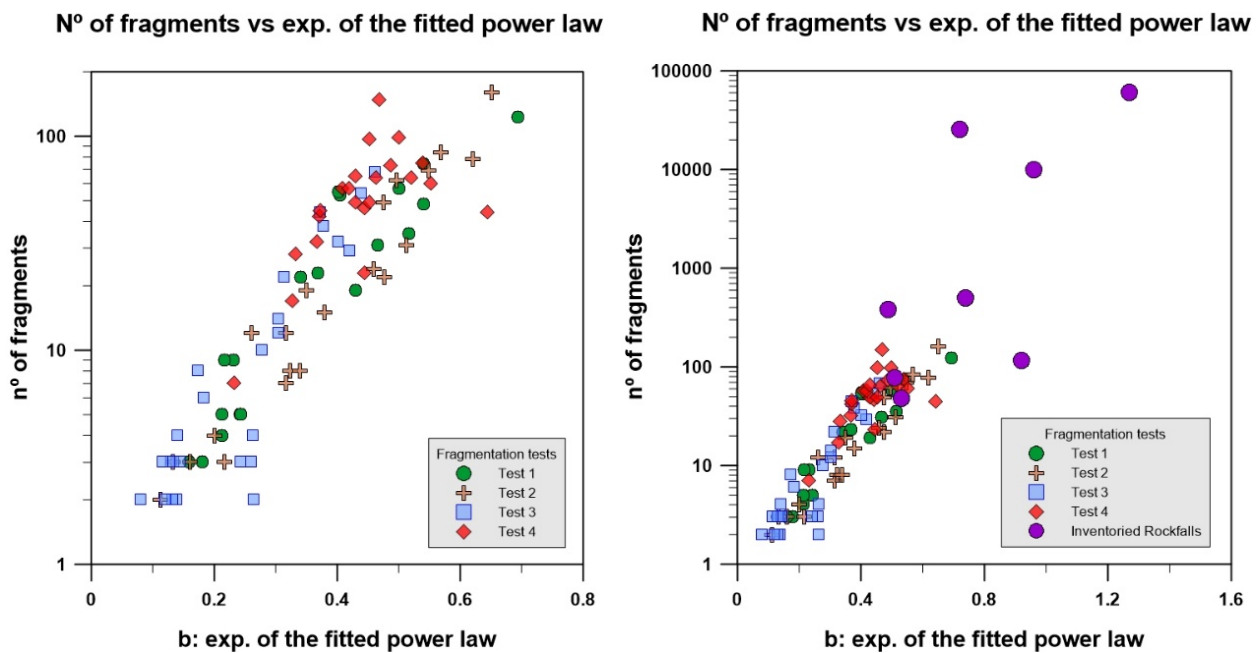 Nº of fragments vs exp. of the fitted power law
nº of fragments
100
10
1
0
0.2
0.4
0.6
0.8
b: exp. of the fitted power law
Fragmentation tests
Test 1
Test 2
Test 3
Test 4
Nº of fragments vs exp. of the fitted power law
nº of fragments
100000
10000
1000
100
10
1
0
0.4
0.8
1.2
1.6
b: exp. of the fitted power law
Fragmentation tests
Test 1
Test 2
Test 3
Test 4
Inventoried Rockfalls